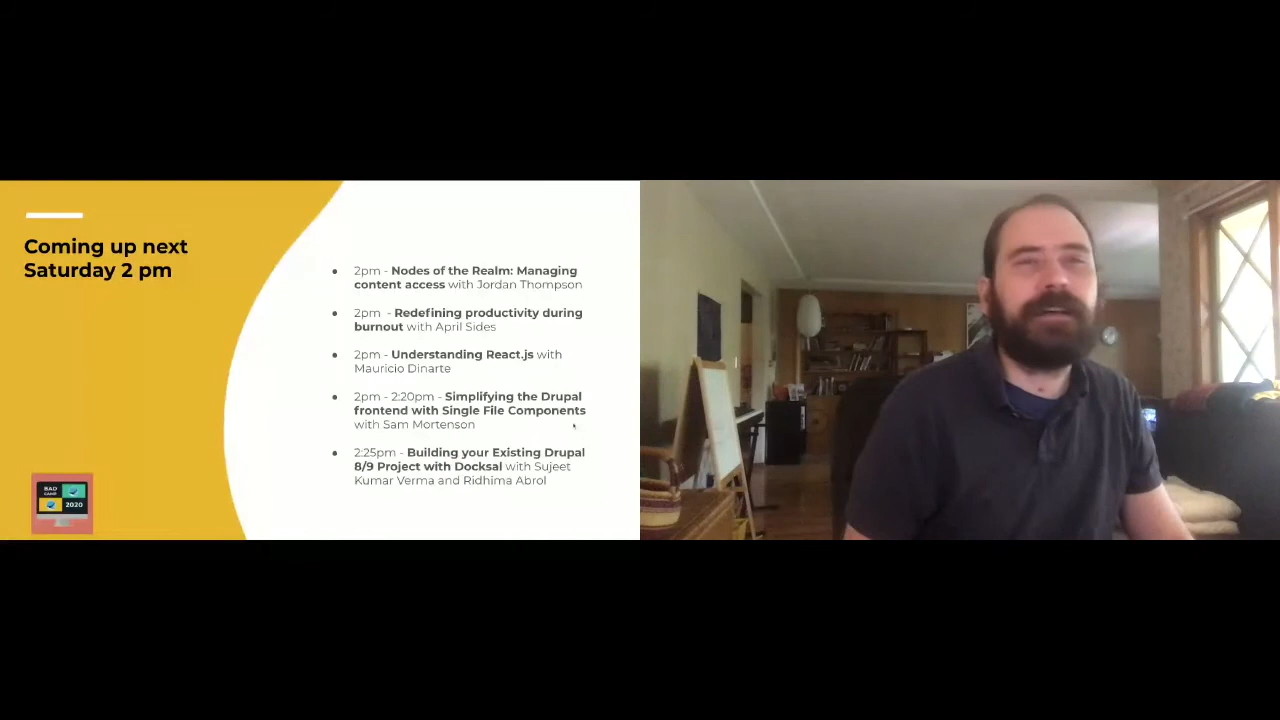 Coming up next
Saturday 2 pm
2pm - Nodes of the Realm: Managing
content access with Jordan Thompson
2pm - Redefining productivity during
burnout with April Sides
2pm - Understanding React.js with
Mauricio Dinarte
2pm - 2:20pm - Simplifying the Drupal
frontend with Single File Components
with Sam Mortenson
2:25pm - Building your Existing Drupal
8/9 Project with Docksal with Sujeet
Kumar Verma and Ridhima Abrol
BAD
CAMP
2020